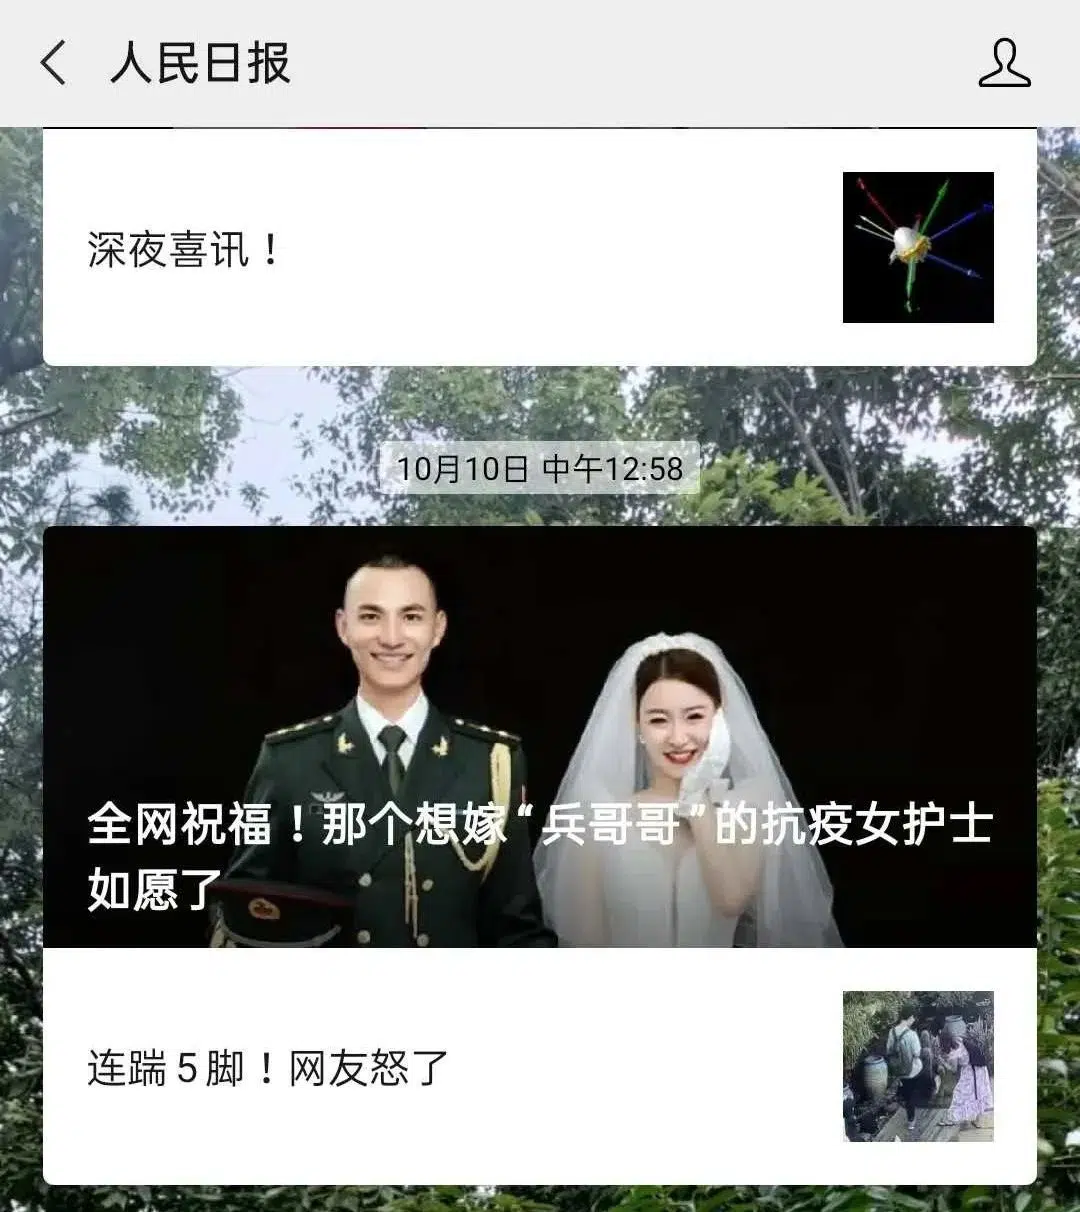 人民日报
深夜喜讯！
10月10日 中午12:58
全网祝福！那个想嫁“兵哥哥”的抗疫女护士
如愿了
连踹5脚！网友怒了